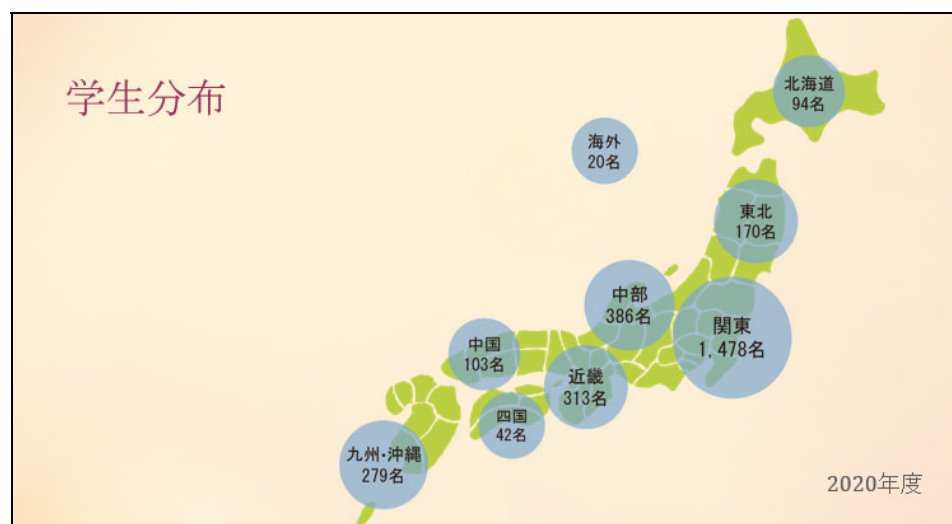 学生分布
北海道
94名
海外
20名
東北
170名
中部
386名
関東
1,478名
中国
103名
近畿
313名
四国
42名
九州・沖縄
279名
2020年度